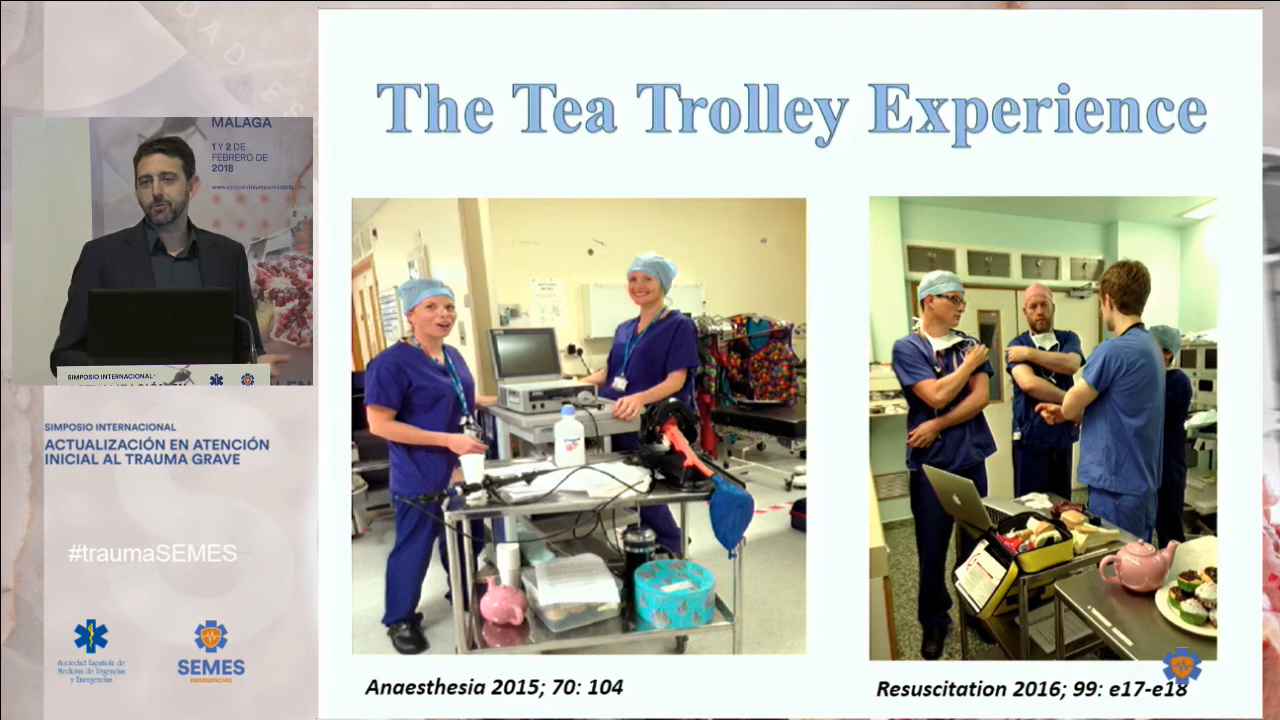 The Tea Trolley Experience
MALAGA
1 Y 2 DE
FEBRERO DE
2018
SIMPOSIO INTERNACIONAL
SIMPOSIO INTERNACIONAL
ACTUALIZACIÓN EN ATENCIÓN
INICIAL AL TRAUMA GRAVE
#traumaSEMES
Sociedad Española de
Medicina de Urgencias
y Emergencias
SEMES
EMERGENCIAS
Anaesthesia 2015; 70: 104
Resuscitation 2016; 99: e17-e18